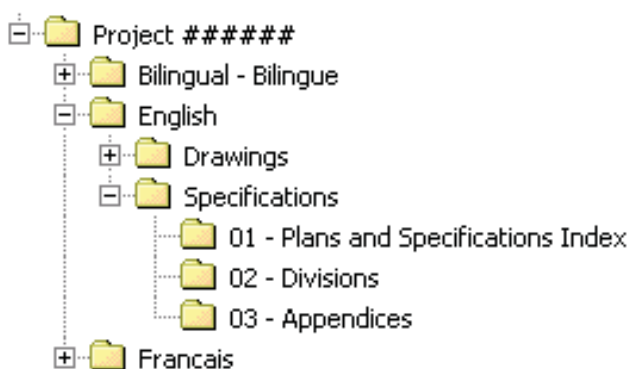 Project ######
Bilingual - Bilingue
English
Drawings
Specifications
01 - Plans and Specifications Index
02 - Divisions
03 - Appendices
Francais